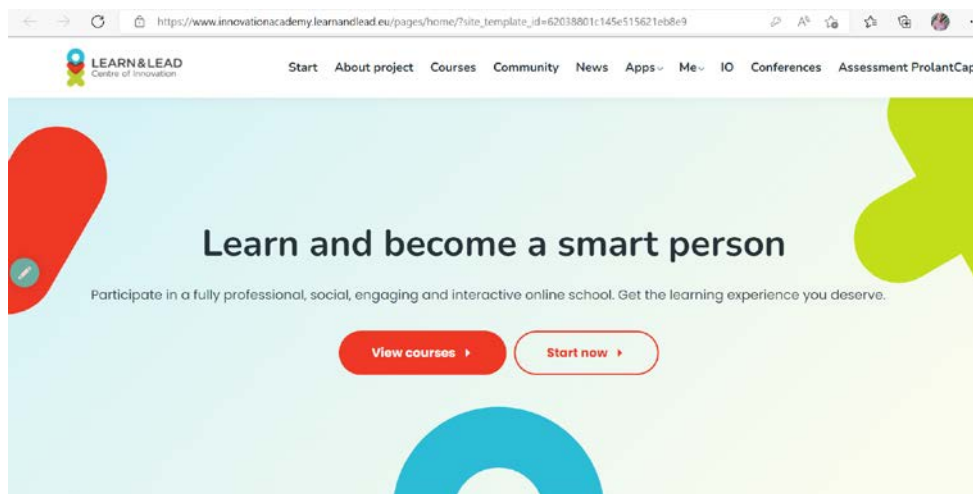 https://www.innovationacademy.learnandlead.eu/pages/home/?site_template_id=62038801c145e515621eb8e9
LEARN&LEAD
Centre of Innovation
Start About project Courses Community News Apps Me IO Conferences Assessment ProlantCap
Learn and become a smart person
Participate in a fully professional, social, engaging and interactive online school. Get the learning experience you deserve.
View courses Start now